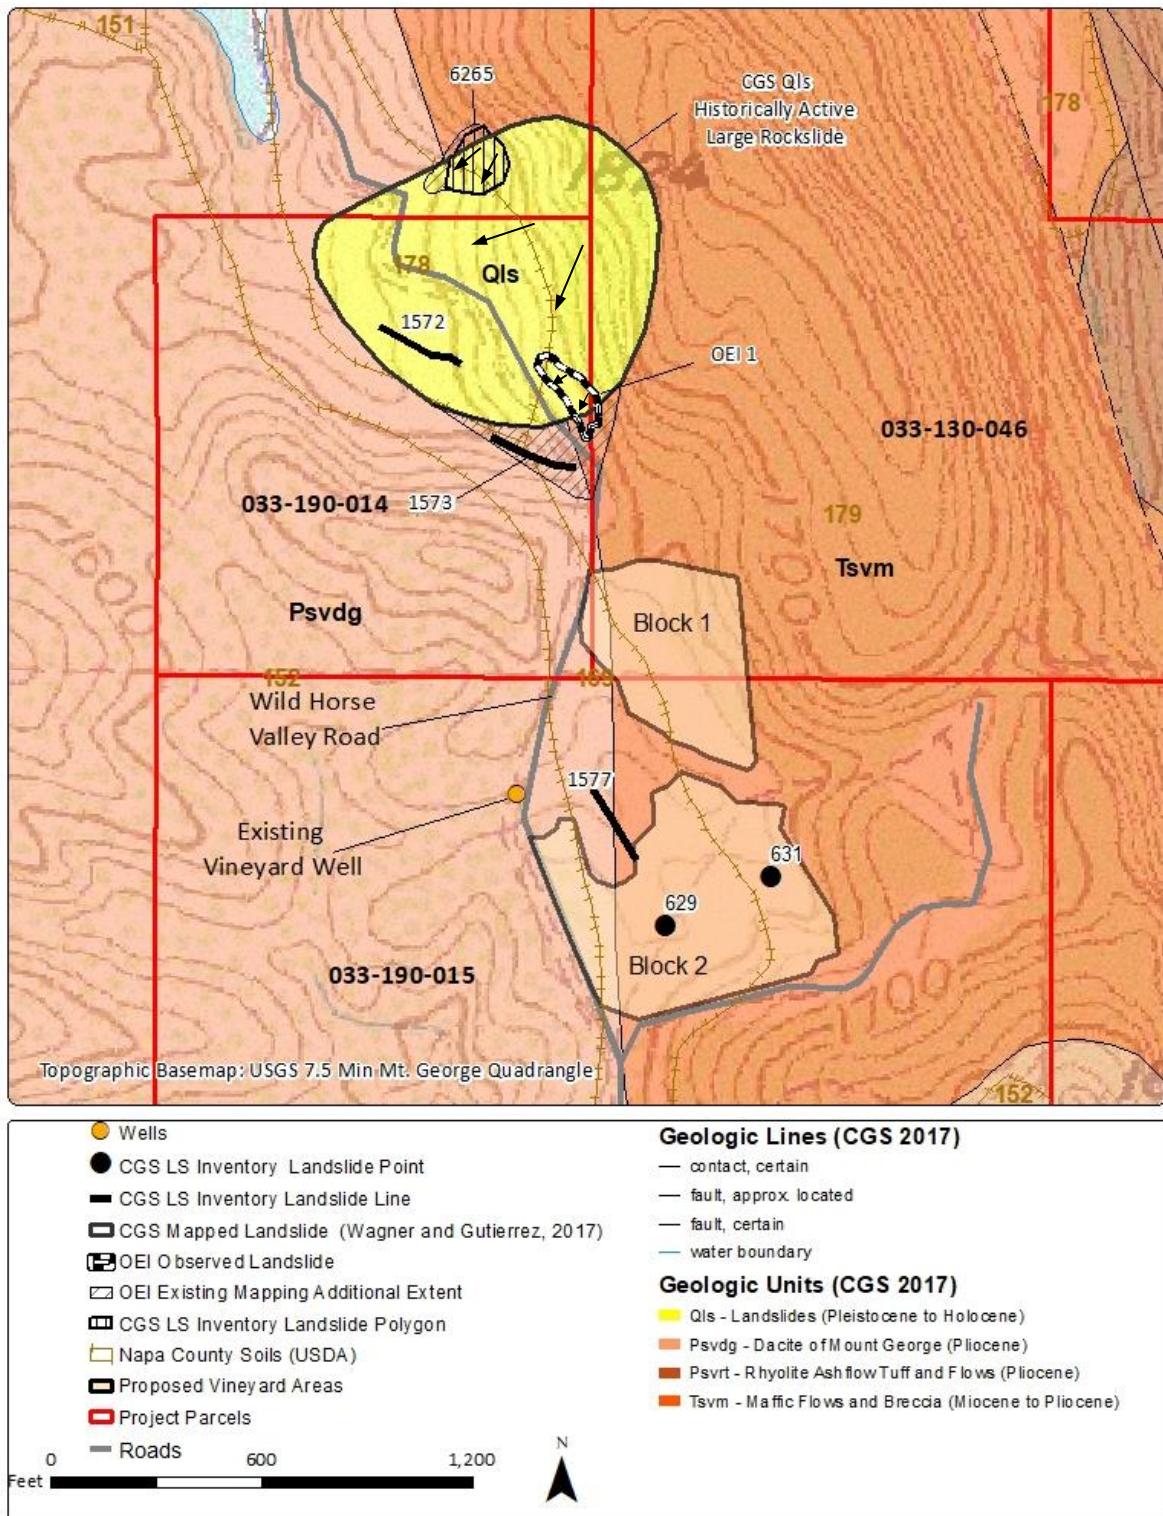 151
6265
CGS Qls
Historically Active
Large Rockslide
178
178
Qls
1572
OEI 1
033-130-046
033-190-014
1573
179
1700
1600
Tsvm
Psvdg
Block 1
152
169
Wild Horse
Valley Road
1577
Existing
Vineyard Well
631
629
Block 2
033-190-015
1700
Topographic Basemap: USGS 7.5 Min Mt. George Quadrangle
152
Wells
CGS LS Inventory Landslide Point
CGS LS Inventory Landslide Line
CGS Mapped Landslide (Wagner and Gutierrez, 2017)
OEI Observed Landslide
OEI Existing Mapping Additional Extent
CGS LS Inventory Landslide Polygon
Napa County Soils (USDA)
Proposed Vineyard Areas
Project Parcels
Roads
0 600 1,200
Feet
N
Geologic Lines (CGS 2017)
contact, certain
fault, approx. located
fault, certain
water boundary
Geologic Units (CGS 2017)
Qls - Landslides (Pleistocene to Holocene)
Psvdg - Dacite of Mount George (Pliocene)
Psvrt - Rhyolite Ashflow Tuff and Flows (Pliocene)
Tsvm - Maffic Flows and Breccia (Miocene to Pliocene)